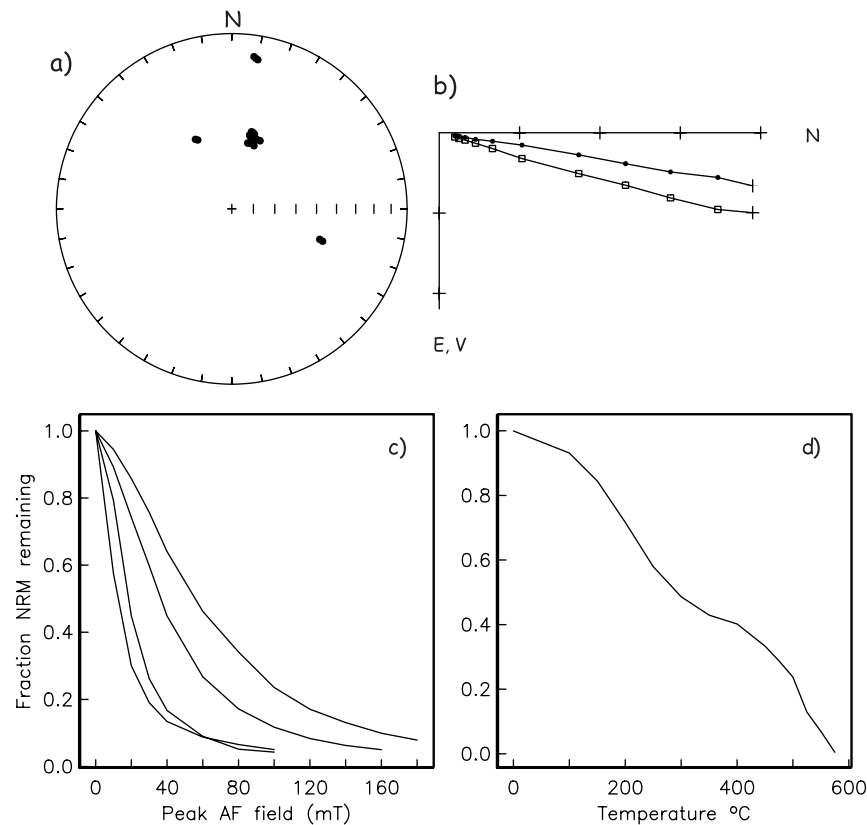 N
a)
b)
N
E, V
c)
d)
1.0
0.8
0.6
0.4
0.2
0.0
Fraction NRM remaining
0 40 80 120 160
Peak AF field (mT)
1.0
0.8
0.6
0.4
0.2
0.0
0 200 400 600
Temperature ºC